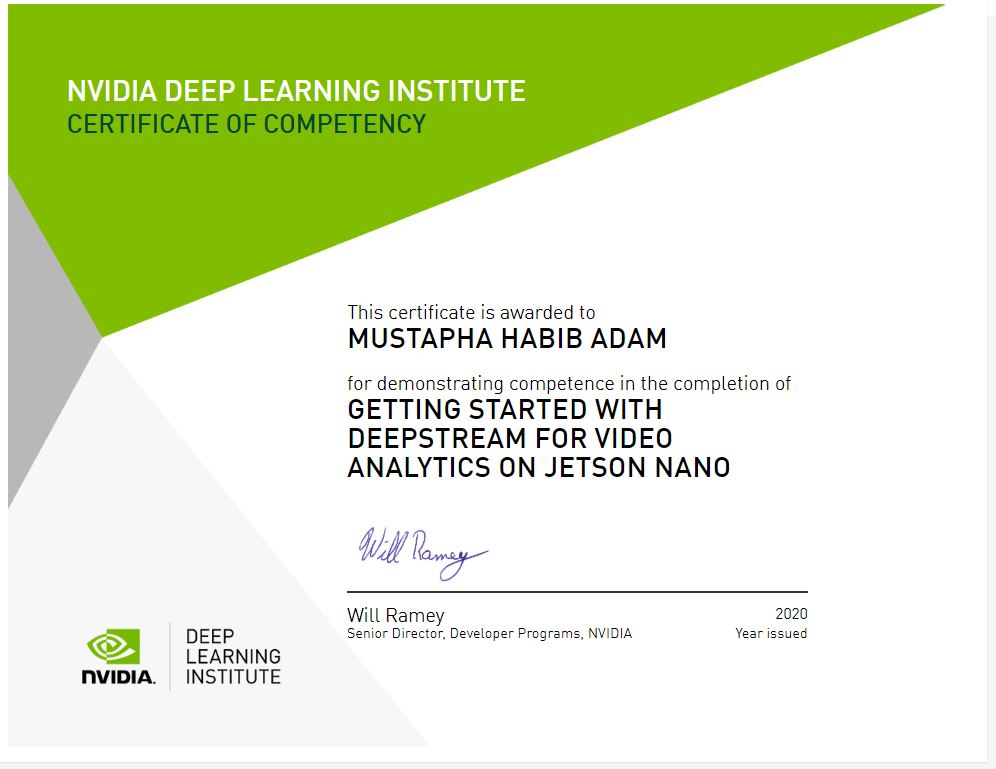 NVIDIA DEEP LEARNING INSTITUTE
CERTIFICATE OF COMPETENCY
This certificate is awarded to
MUSTAPHA HABIB ADAM
for demonstrating competence in the completion of
GETTING STARTED WITH
DEEPSTREAM FOR VIDEO
ANALYTICS ON JETSON NANO
Will Ramey
Will Ramey
2020
Senior Director, Developer Programs, NVIDIA
Year issued
NVIDIA.
DEEP
LEARNING
INSTITUTE